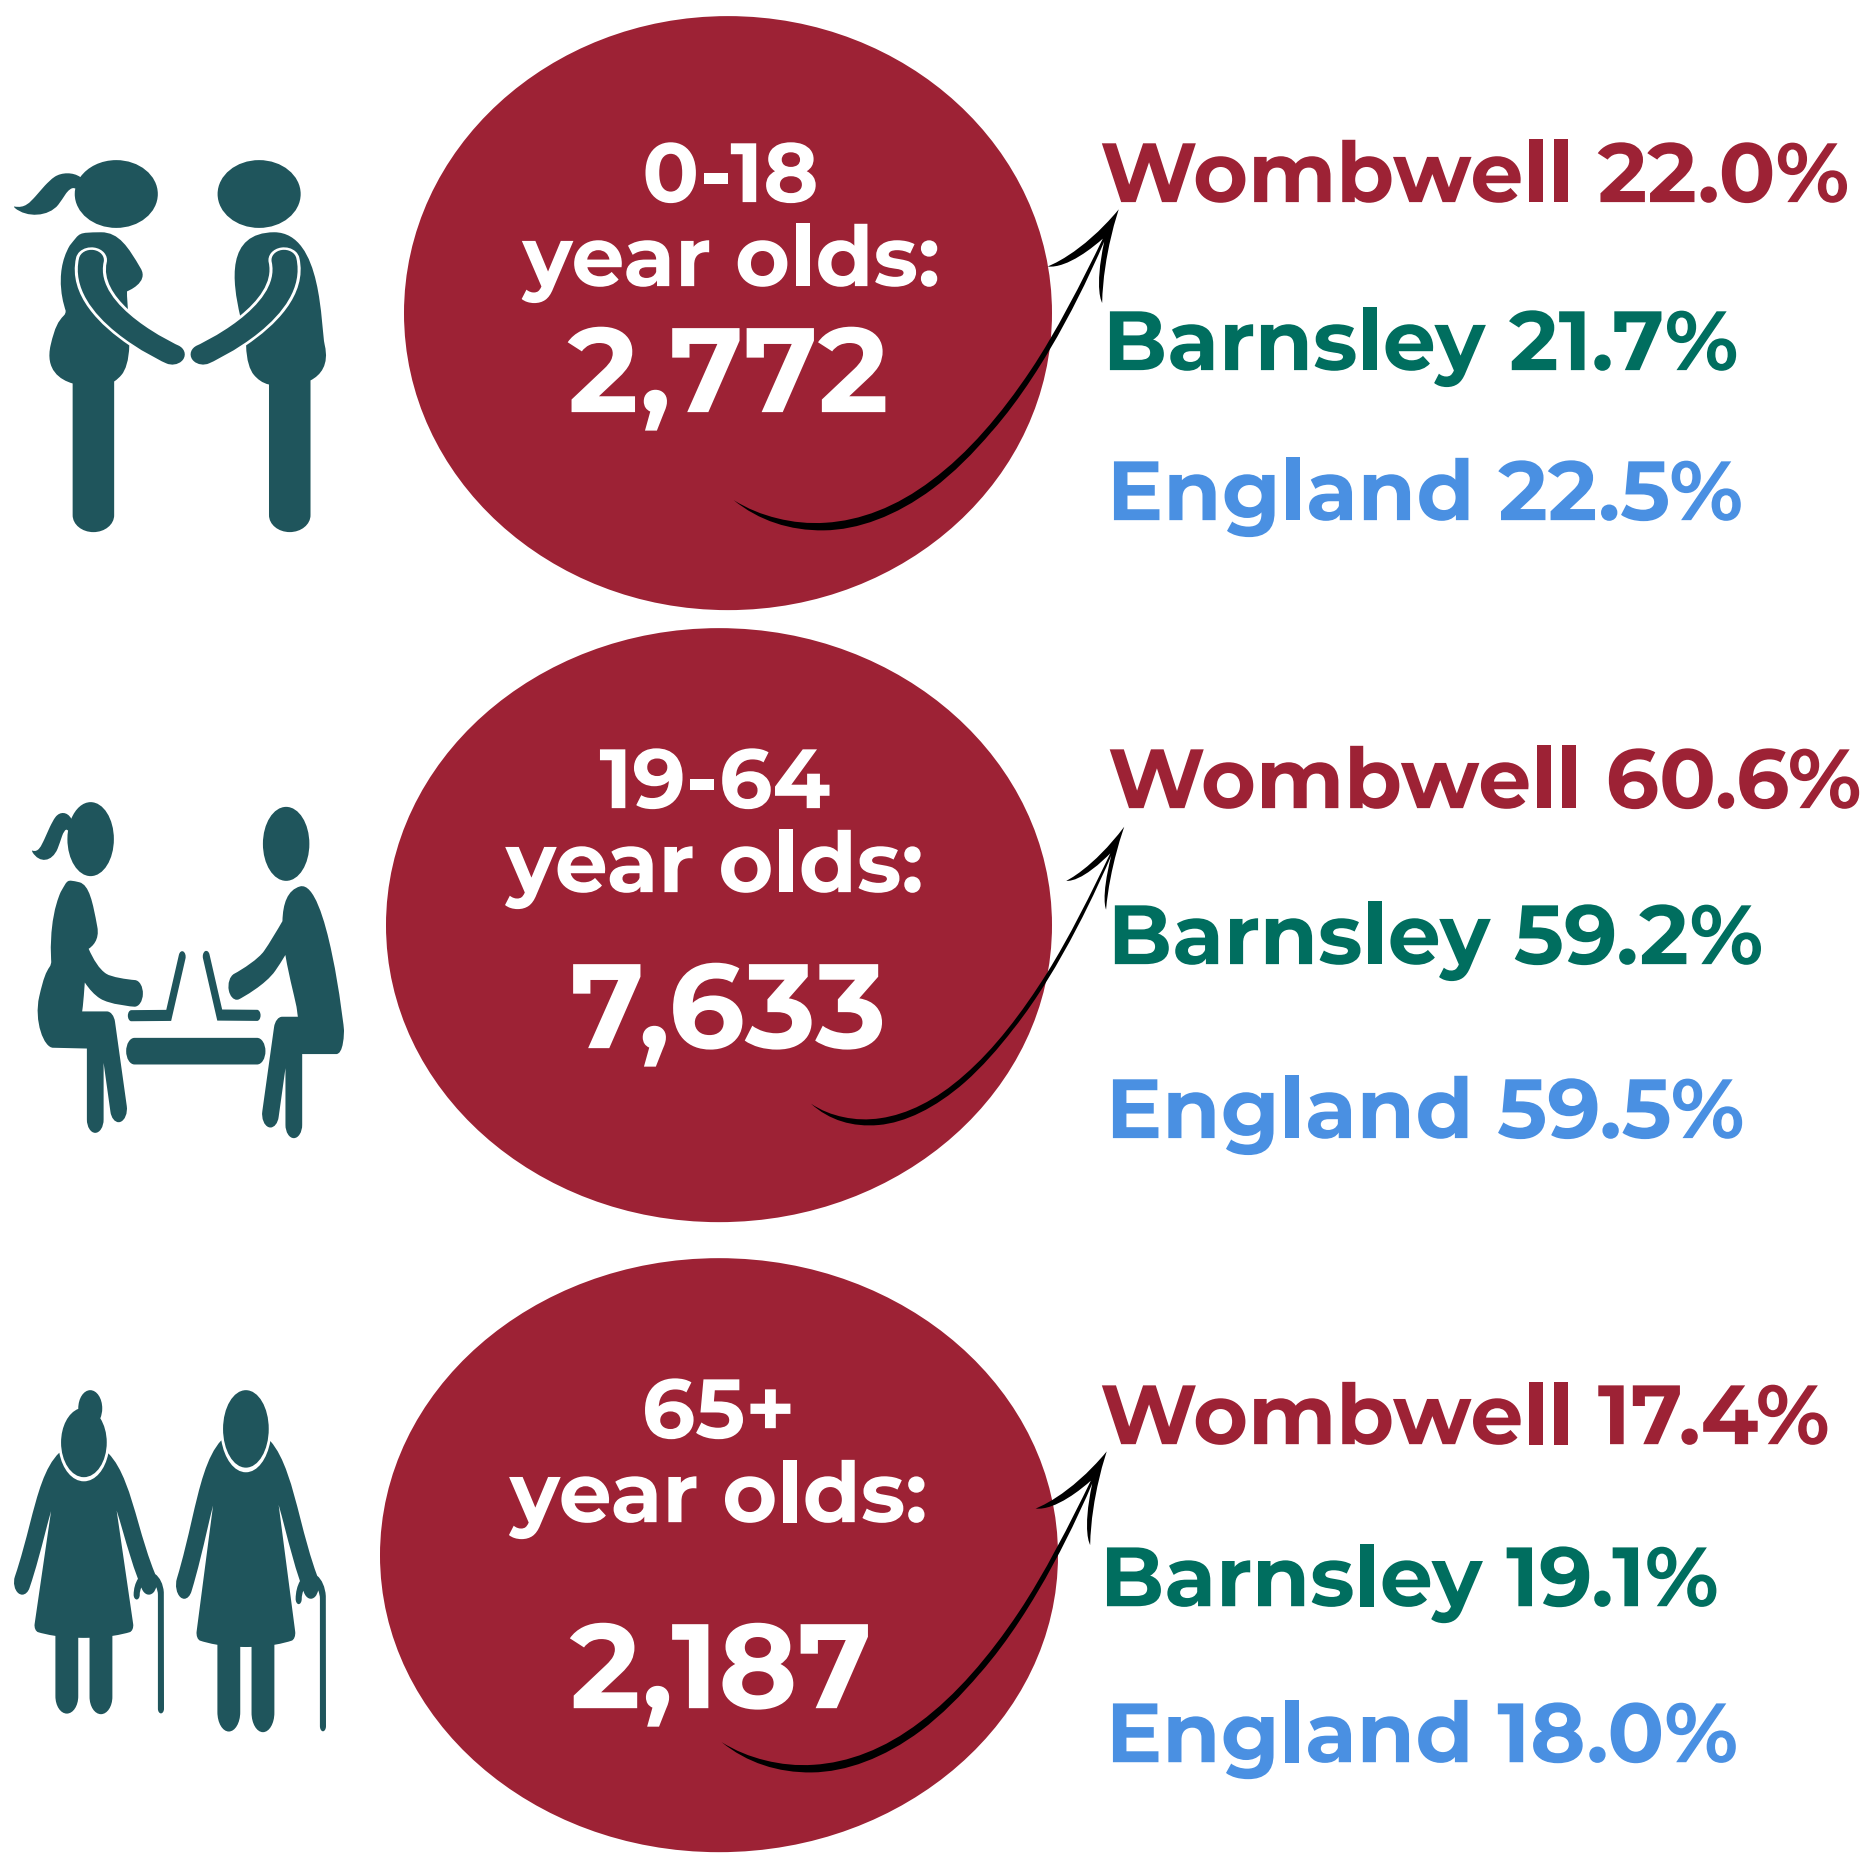 0-18
year olds:
2,772
Wombwell 22.0%
Barnsley 21.7%
England 22.5%
19-64
year olds:
7,633
Wombwell 60.6%
Barnsley 59.2%
England 59.5%
65+
year olds:
2,187
Wombwell 17.4%
Barnsley 19.1%
England 18.0%